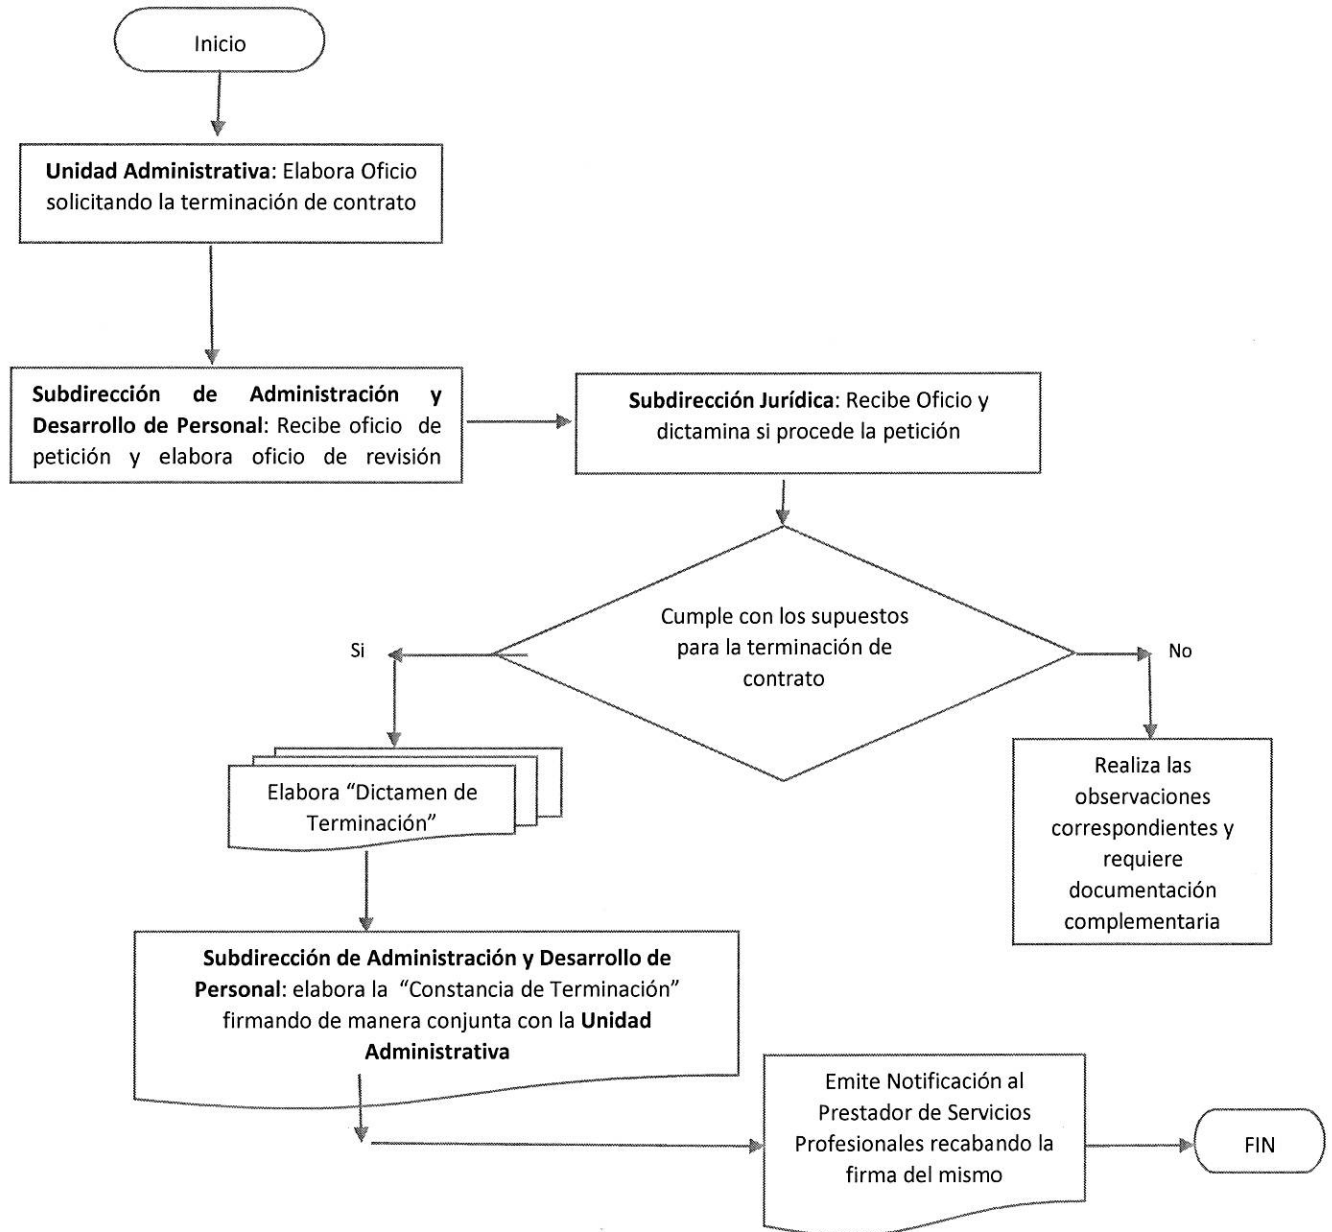 Inicio
Unidad Administrativa: Elabora Oficio
solicitando la terminación de contrato
Subdirección de Administración y
Desarrollo de Personal: Recibe oficio de
petición y elabora oficio de revisión
Subdirección Jurídica: Recibe Oficio y
dictamina si procede la petición
Cumple con los supuestos
para la terminación de
contrato
Si
No
Elabora “Dictamen de
Terminación”
Realiza las
observaciones
correspondientes y
requiere
documentación
complementaria
Subdirección de Administración y Desarrollo de
Personal: elabora la “Constancia de Terminación”
firmando de manera conjunta con la Unidad
Administrativa
Emite Notificación al
Prestador de Servicios
Profesionales recabando la
firma del mismo
FIN